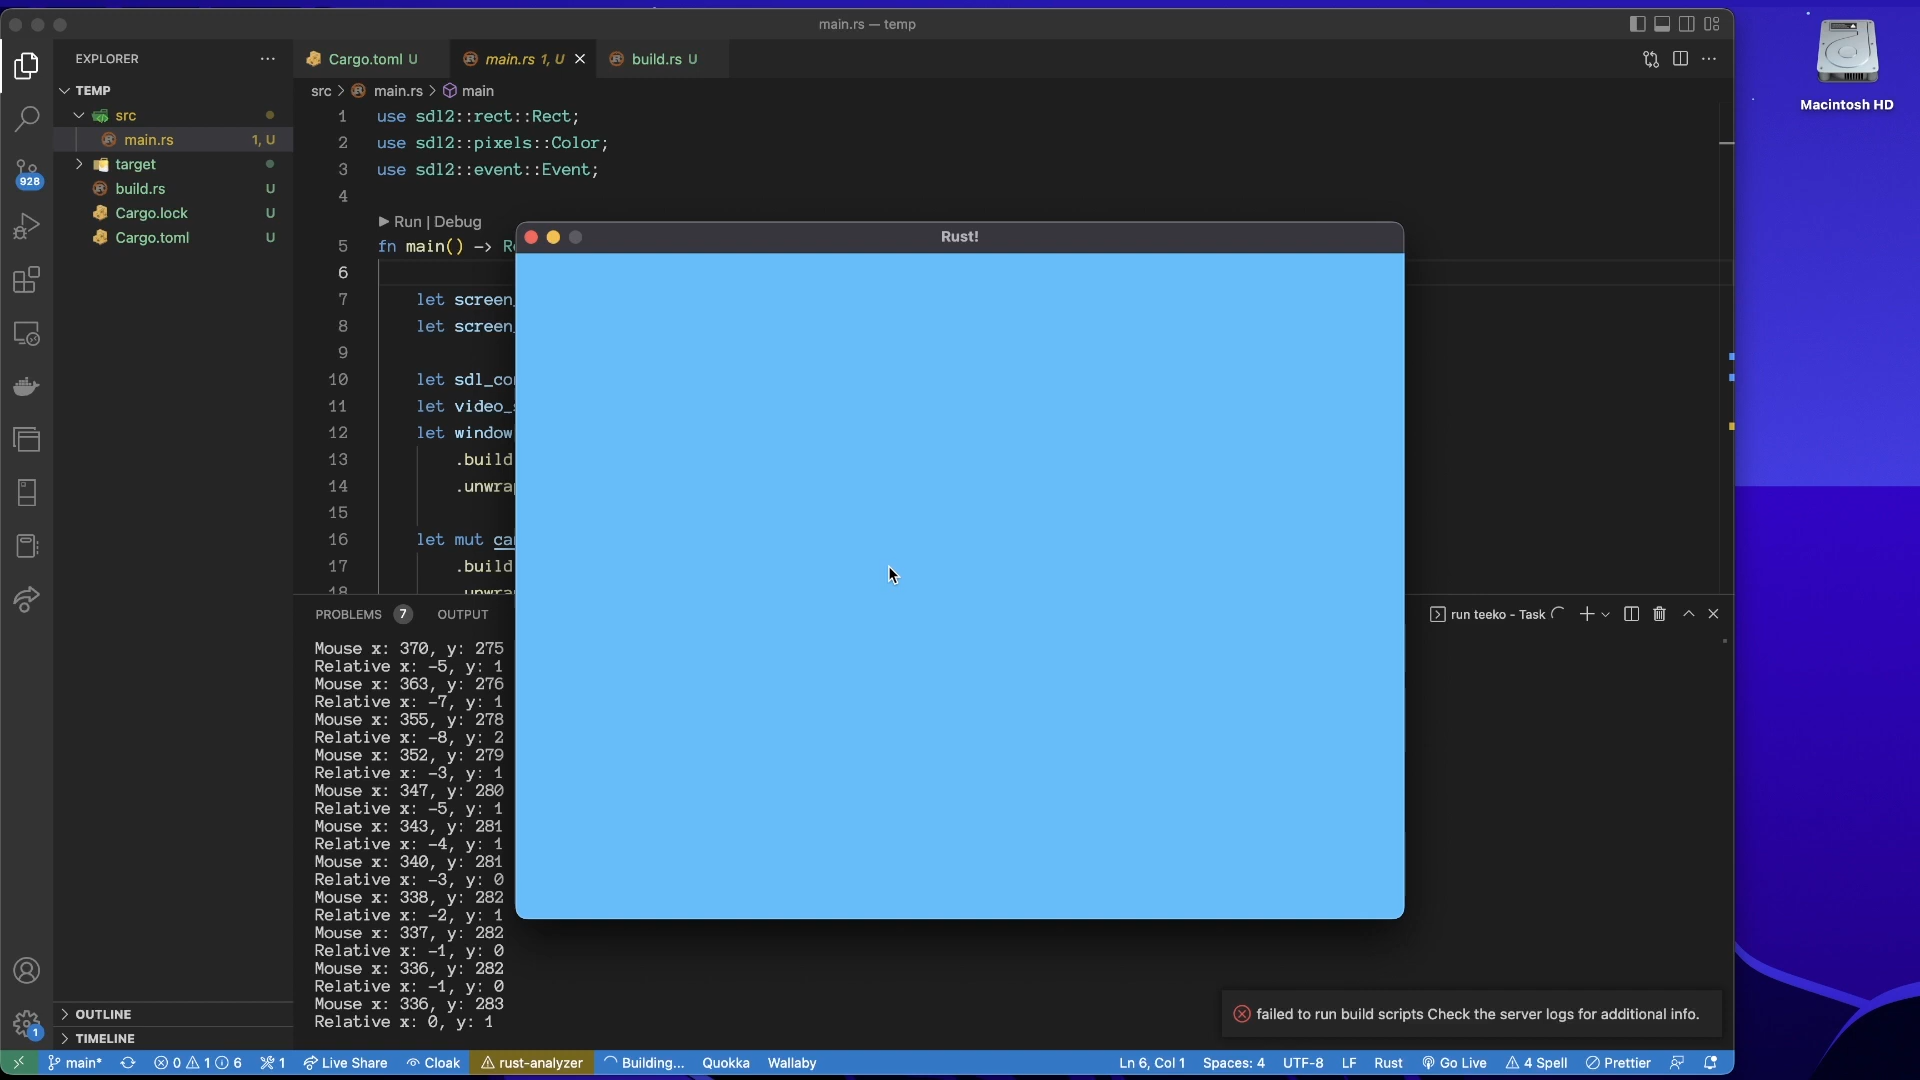 main.rs — temp
Macintosh HD
EXPLORER
TEMP
src
main.rs 1, U
target
build.rs U
Cargo.lock U
Cargo.toml U
OUTLINE
TIMELINE
928
1
Cargo.toml U
main.rs 1, U
build.rs U
src > main.rs > main
1 use sdl2::rect::Rect;
2 use sdl2::pixels::Color;
3 use sdl2::event::Event;
4
Run | Debug
5 fn main() -> Re
6
7 let screen_
8 let screen_
9
10 let sdl_con
11 let video_s
12 let window
13 .build
14 .unwrap
15
16 let mut can
17 .build
18 .unwra
Rust!
PROBLEMS 7 OUTPUT
run teeko - Task
Mouse x: 370, y: 275
Relative x: -5, y: 1
Mouse x: 363, y: 276
Relative x: -7, y: 1
Mouse x: 355, y: 278
Relative x: -8, y: 2
Mouse x: 352, y: 279
Relative x: -3, y: 1
Mouse x: 347, y: 280
Relative x: -5, y: 1
Mouse x: 343, y: 281
Relative x: -4, y: 1
Mouse x: 340, y: 281
Relative x: -3, y: 0
Mouse x: 338, y: 282
Relative x: -2, y: 1
Mouse x: 337, y: 282
Relative x: -1, y: 0
Mouse x: 336, y: 282
Relative x: -1, y: 0
Mouse x: 336, y: 283
Relative x: 0, y: 1
failed to run build scripts Check the server logs for additional info.
main* 0 1 6 1 Live Share Cloak rust-analyzer Building... Quokka Wallaby Ln 6, Col 1 Spaces: 4 UTF-8 LF Rust Go Live 4 Spell Prettier